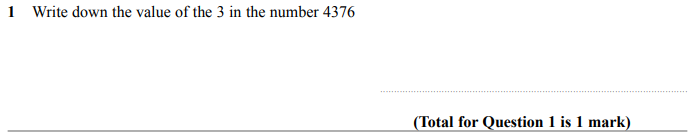 1 Write down the value of the 3 in the number 4376
(Total for Question 1 is 1 mark)